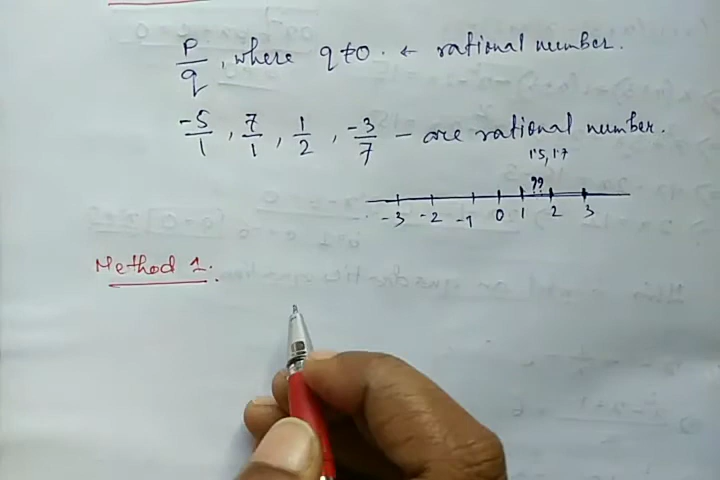 p/q, where q≠0. ← rational number.
-5/1, 7/1, 1/2, -3/7 - are rational number.
1.5, 1.7
??
-3 -2 -1 0 1 2 3
Method 1: